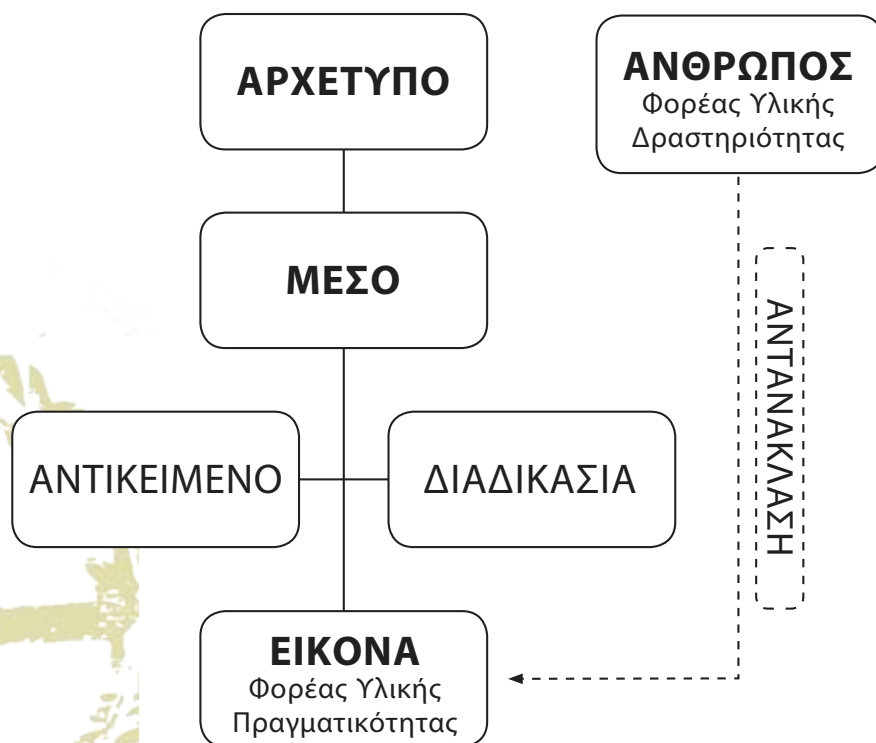 ΑΡΧΕΤΥΠΟ
ΑΝΘΡΩΠΟΣ
Φορέας Υλικής
Δραστηριότητας
ΜΕΣΟ
ΑΝΤΑΝΑΚΛΑΣΗ
ΑΝΤΙΚΕΙΜΕΝΟ
ΔΙΑΔΙΚΑΣΙΑ
ΕΙΚΟΝΑ
Φορέας Υλικής
Πραγματικότητας